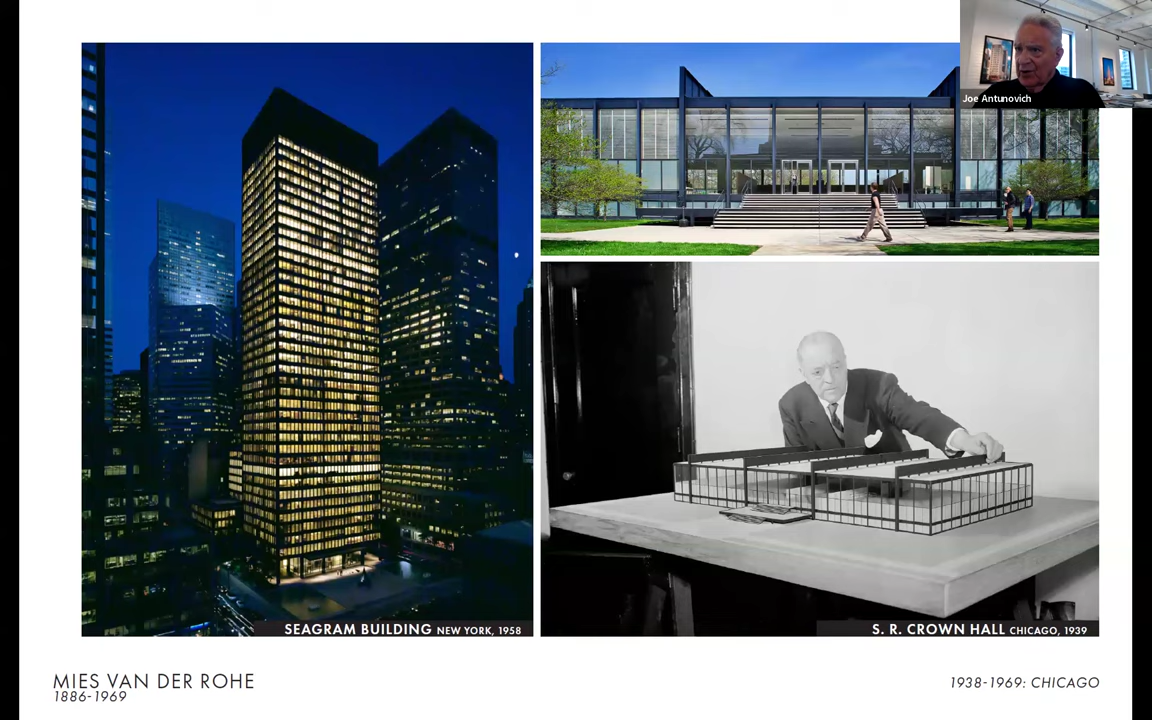 Joe Antunovich
SEAGRAM BUILDING NEW YORK, 1958
S. R. CROWN HALL CHICAGO, 1939
MIES VAN DER ROHE
1886-1969
1938-1969: CHICAGO